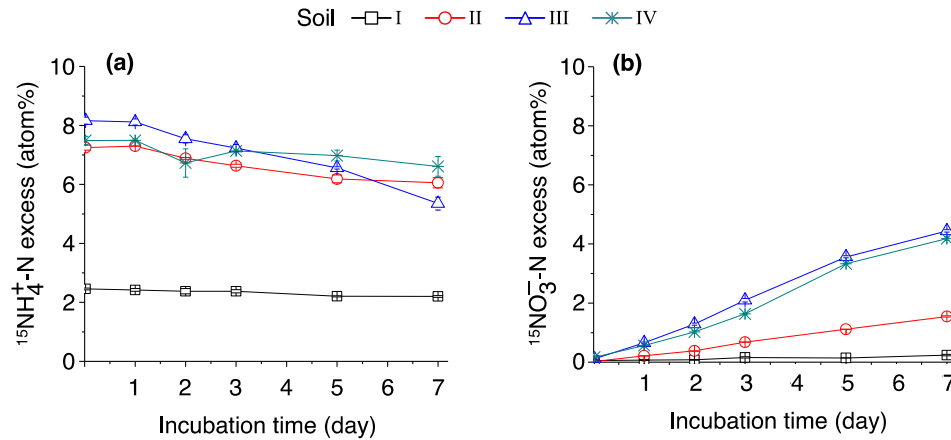 Soil I II III IV
(a) (b)
¹⁵NH₄⁺-N excess (atom%)
10
8
6
4
2
0
1 2 3 4 5 6 7
Incubation time (day)
¹⁵NO₃⁻-N excess (atom%)
10
8
6
4
2
0
1 2 3 4 5 6 7
Incubation time (day)